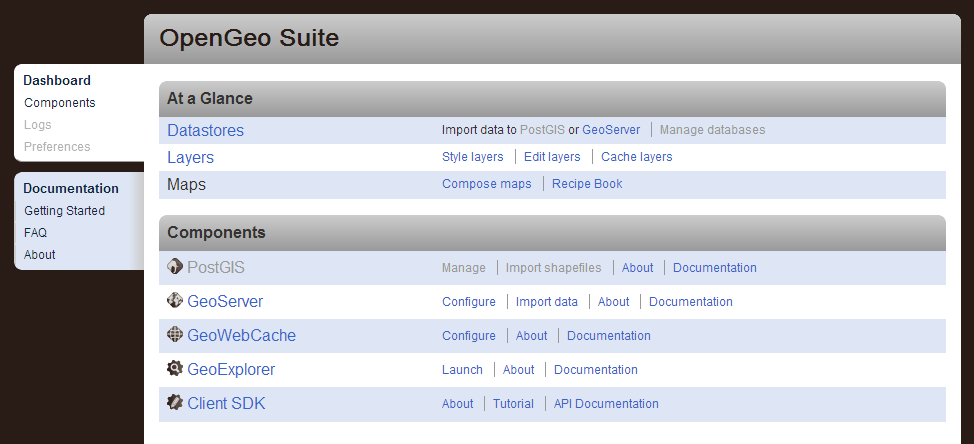 OpenGeo Suite
Dashboard
Components
Logs
Preferences
Documentation
Getting Started
FAQ
About
At a Glance
Datastores Import data to PostGIS or GeoServer Manage databases
Layers Style layers Edit layers Cache layers
Maps Compose maps Recipe Book
Components
PostGIS Manage Import shapefiles About Documentation
GeoServer Configure Import data About Documentation
GeoWebCache Configure About Documentation
GeoExplorer Launch About Documentation
Client SDK About Tutorial API Documentation